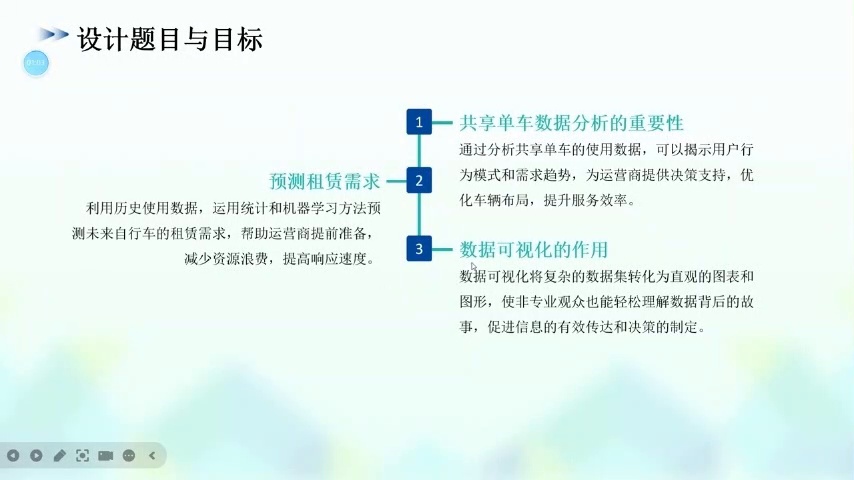 设计题目与目标
01:01
1
共享单车数据分析的重要性
通过分析共享单车的使用数据，可以揭示用户行
为模式和需求趋势，为运营商提供决策支持，优
化车辆布局，提升服务效率。
预测租赁需求
2
利用历史使用数据，运用统计和机器学习方法预
测未来自行车的租赁需求，帮助运营商提前准备，
减少资源浪费，提高响应速度。
3
数据可视化的作用
数据可视化将复杂的数据集转化为直观的图表和
图形，使非专业观众也能轻松理解数据背后的故
事，促进信息的有效传达和决策的制定。